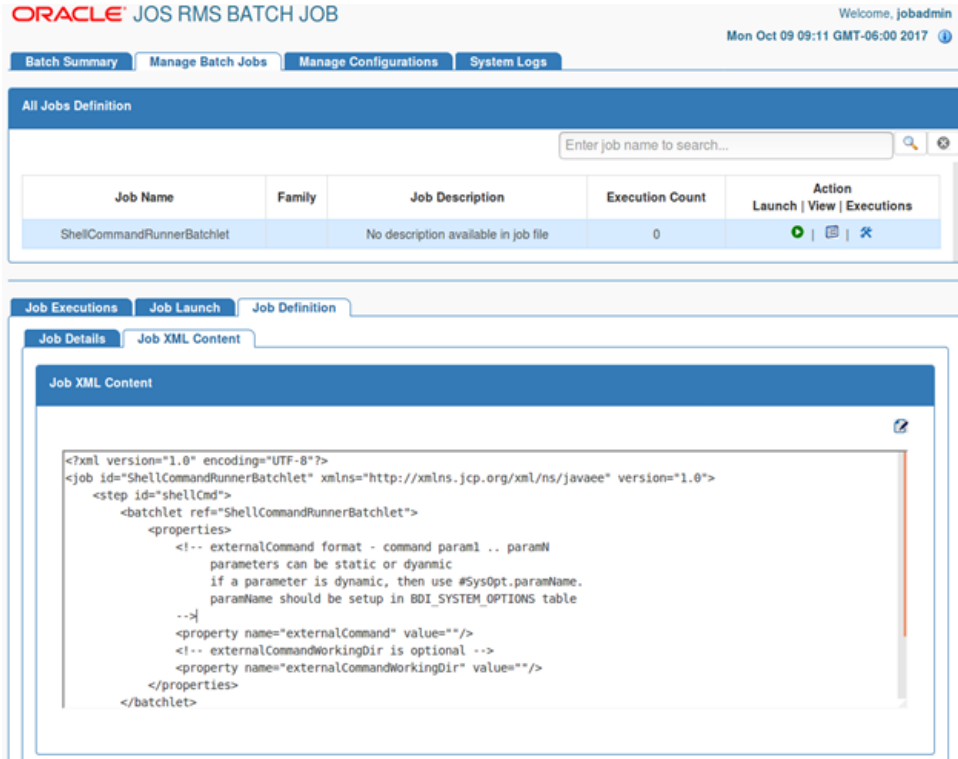 ORACLE® JOS RMS BATCH JOB
Welcome, jobadmin
Mon Oct 09 09:11 GMT-06:00 2017
Batch Summary
Manage Batch Jobs
Manage Configurations
System Logs
All Jobs Definition
Enter job name to search...
Job Name
Family
Job Description
Execution Count
Action
Launch | View | Executions
ShellCommandRunnerBatchlet
No description available in job file
0
| |
Job Executions
Job Launch
Job Definition
Job Details
Job XML Content
Job XML Content
<?xml version="1.0" encoding="UTF-8"?>
<job id="ShellCommandRunnerBatchlet" xmlns="http://xmlns.jcp.org/xml/ns/javaee" version="1.0">
<step id="shellCmd">
<batchlet ref="ShellCommandRunnerBatchlet">
<properties>
<!-- externalCommand format - command param1 .. paramN
parameters can be static or dyanmic
if a parameter is dynamic, then use #SysOpt.paramName.
paramName should be setup in BDI_SYSTEM_OPTIONS table
-->
<property name="externalCommand" value=""/>
<!-- externalCommandWorkingDir is optional -->
<property name="externalCommandWorkingDir" value=""/>
</properties>
</batchlet>